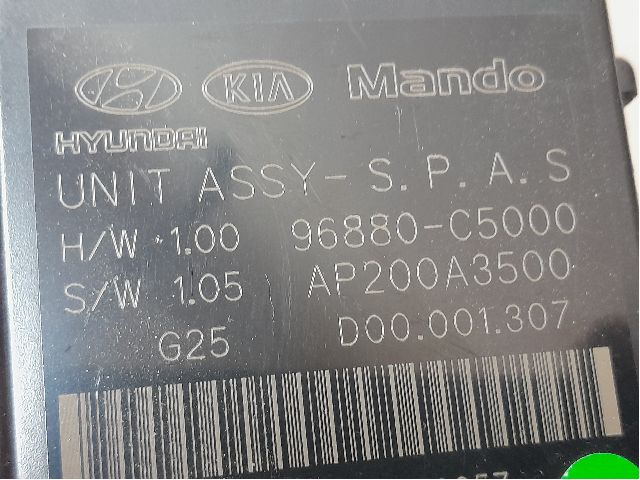 KIA Mando
HYUNDAI
UNIT ASSY-S.P.A.S
H/W 1.00 96880-C5000
S/W 1.05 AP200A3500
G25 D00.001.307